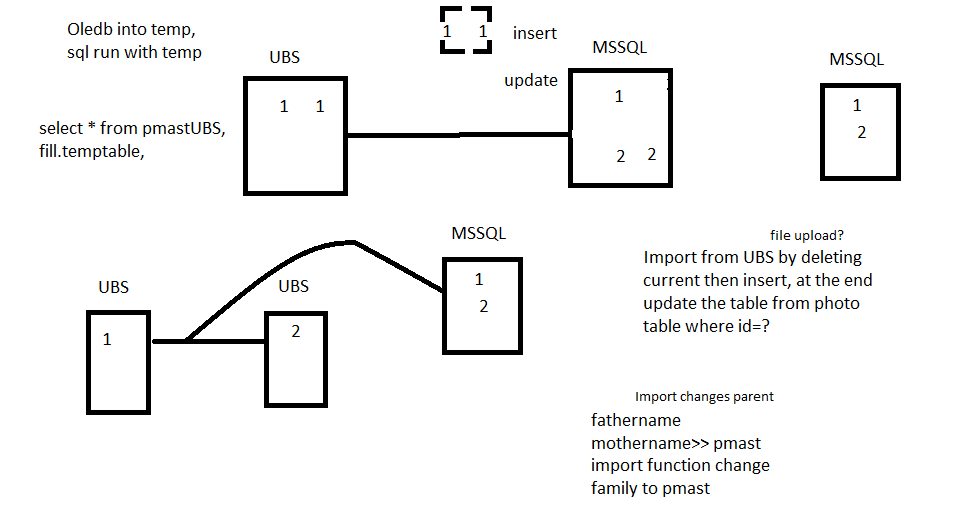 Oledb into temp,
sql run with temp
1 1
insert
UBS
MSSQL
MSSQL
update
1 1
1
2 2
1
2
select * from pmastUBS,
fill.temptable,
MSSQL
1
2
UBS
UBS
1
2
file upload?
Import from UBS by deleting
current then insert, at the end
update the table from photo
table where id=?
Import changes parent
fathername
mothername>> pmast
import function change
family to pmast